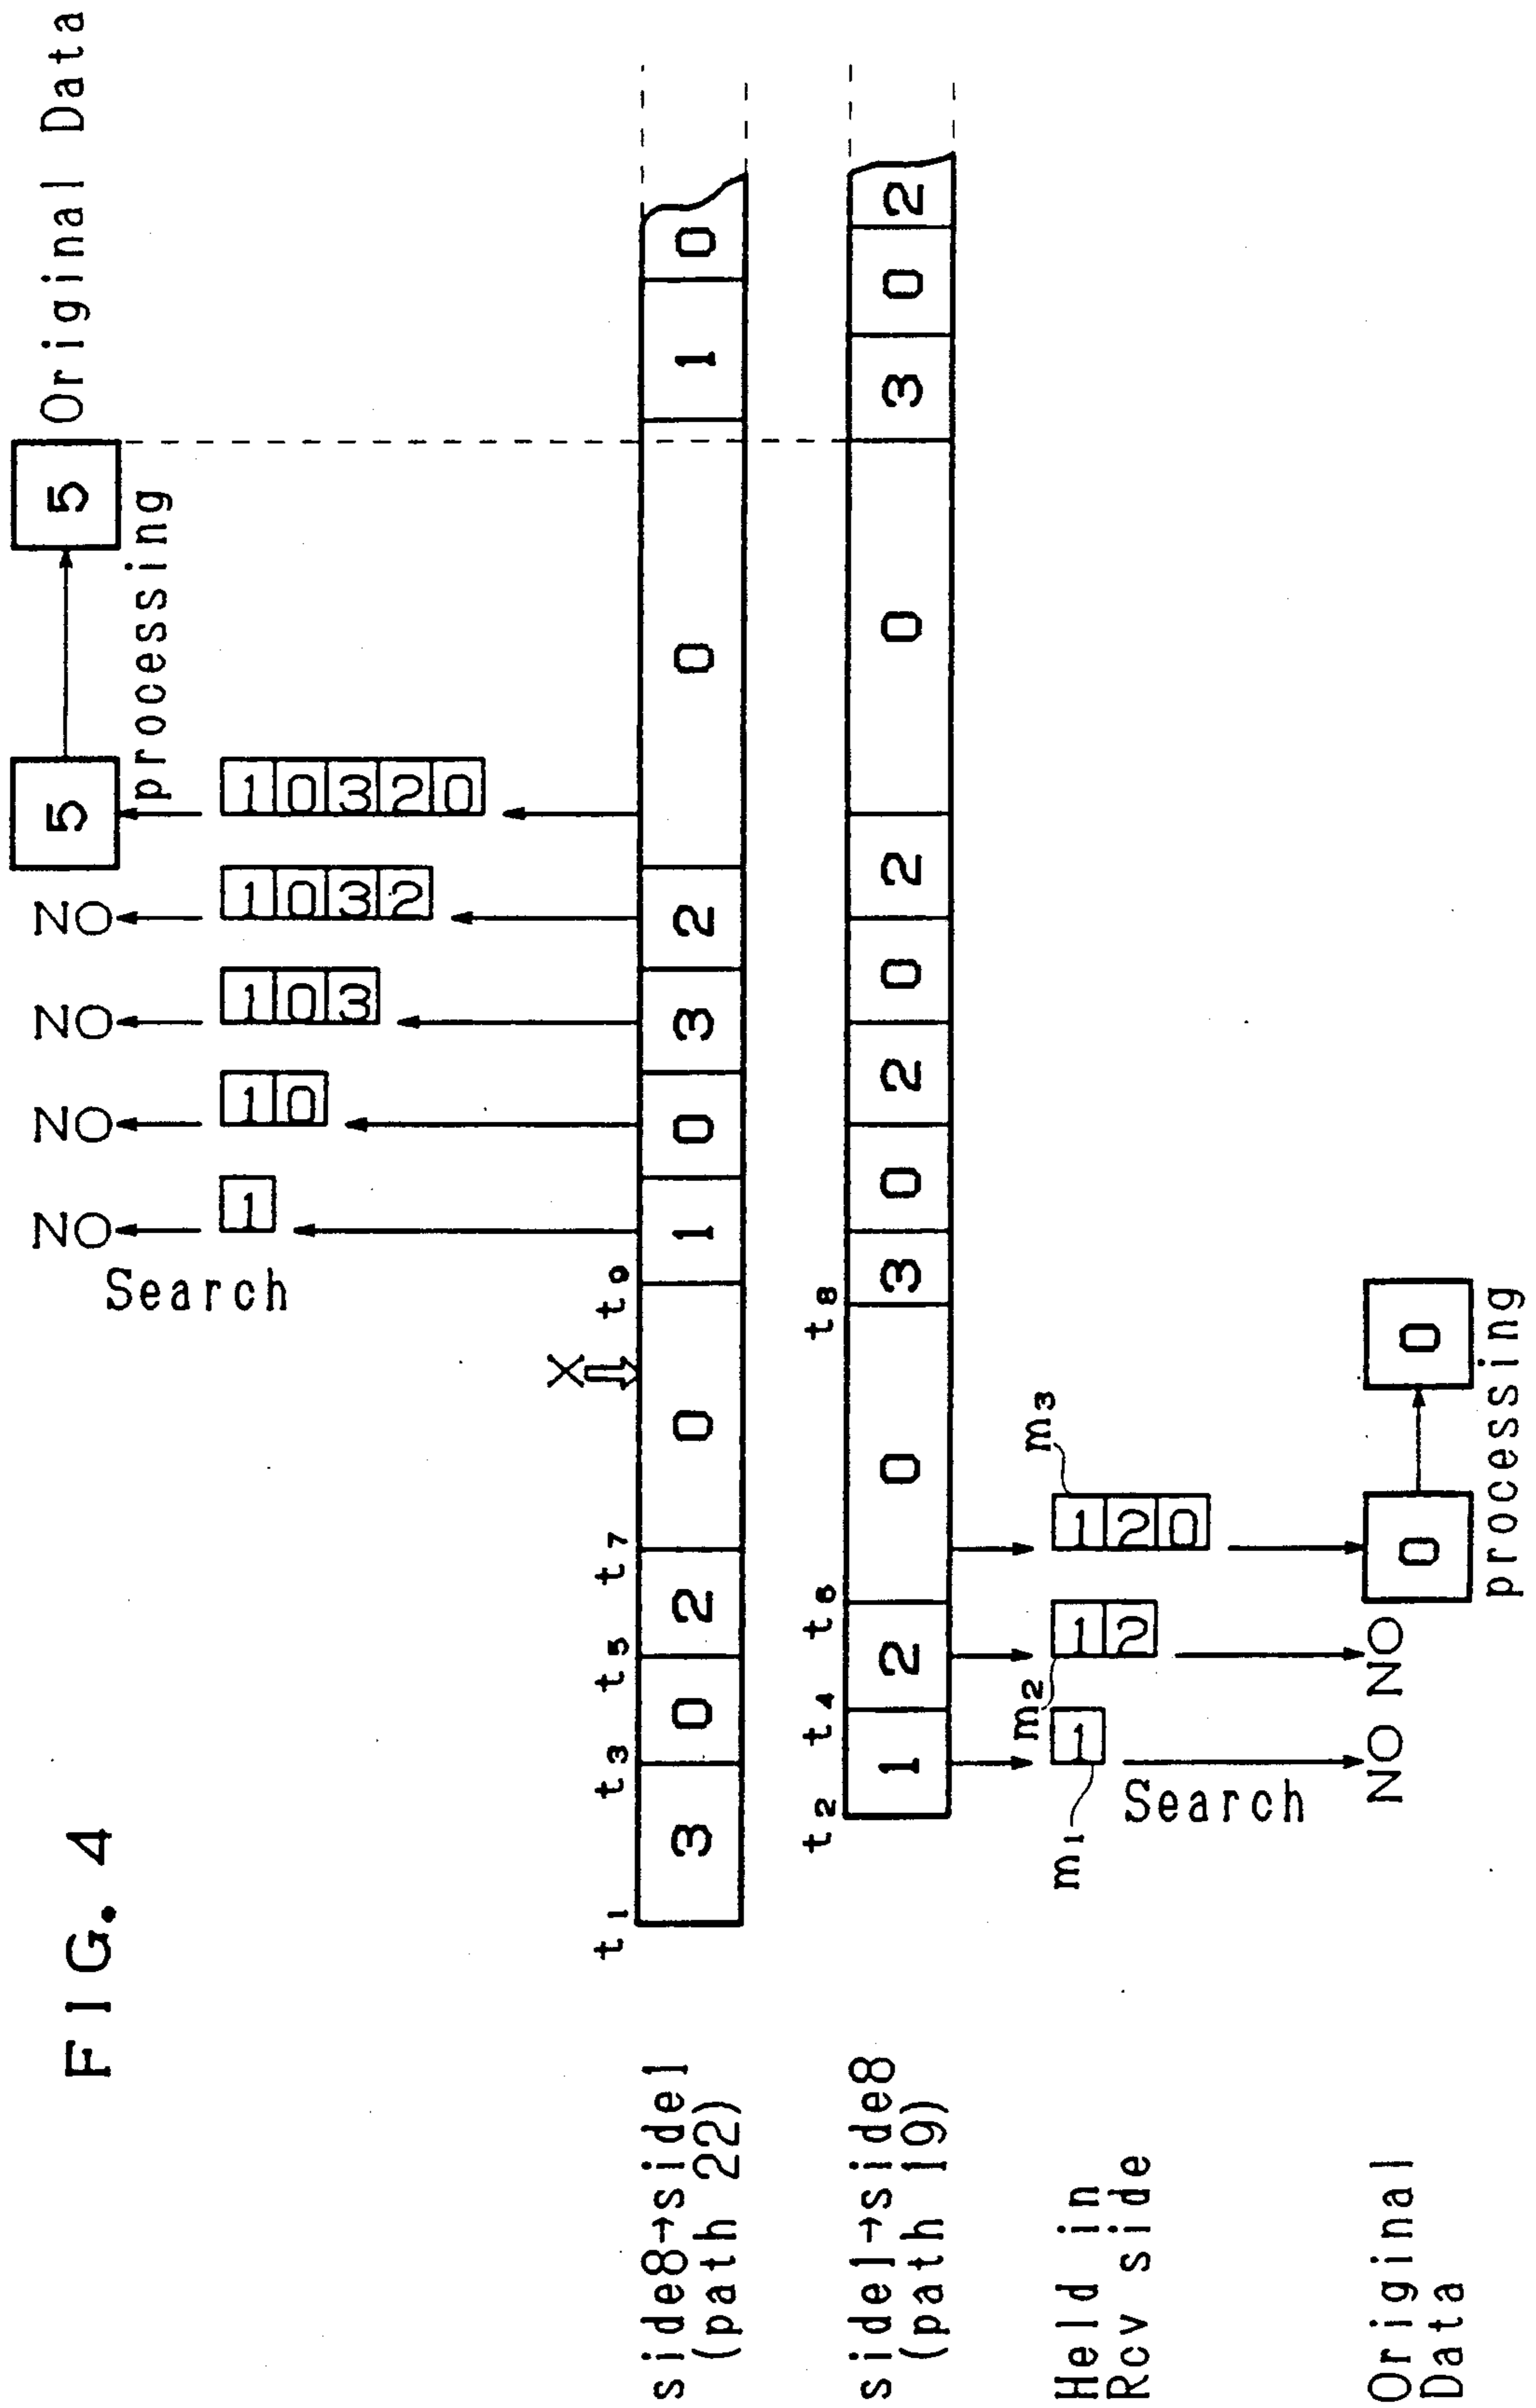 FIG. 4
Original Data
5 5
processing
NO NO NO NO
1 10 103 1032 10320
Search
X
t1 t3 t5 t7 t9
side8→side1
(path 22)
3 0 2 0 1 0 3 2 0 1 0
t2 t4 t6 t8
side1→side8
(path 19)
1 2 0 3 0 2 0 2 0 3 0 2
Held in
Rcv side
m1 m2 m3
1 12 120
Search
Original
Data
NO NO 0 0
processing